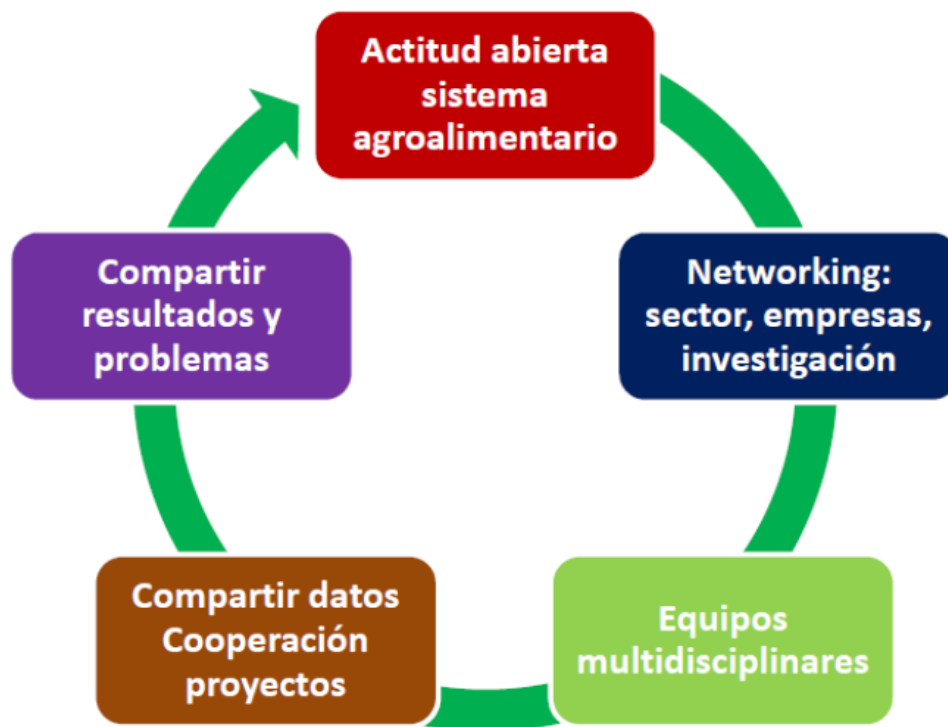 Actitud abierta
sistema
agroalimentario
Networking:
sector, empresas,
investigación
Equipos
multidisciplinares
Compartir datos
Cooperación
proyectos
Compartir
resultados y
problemas